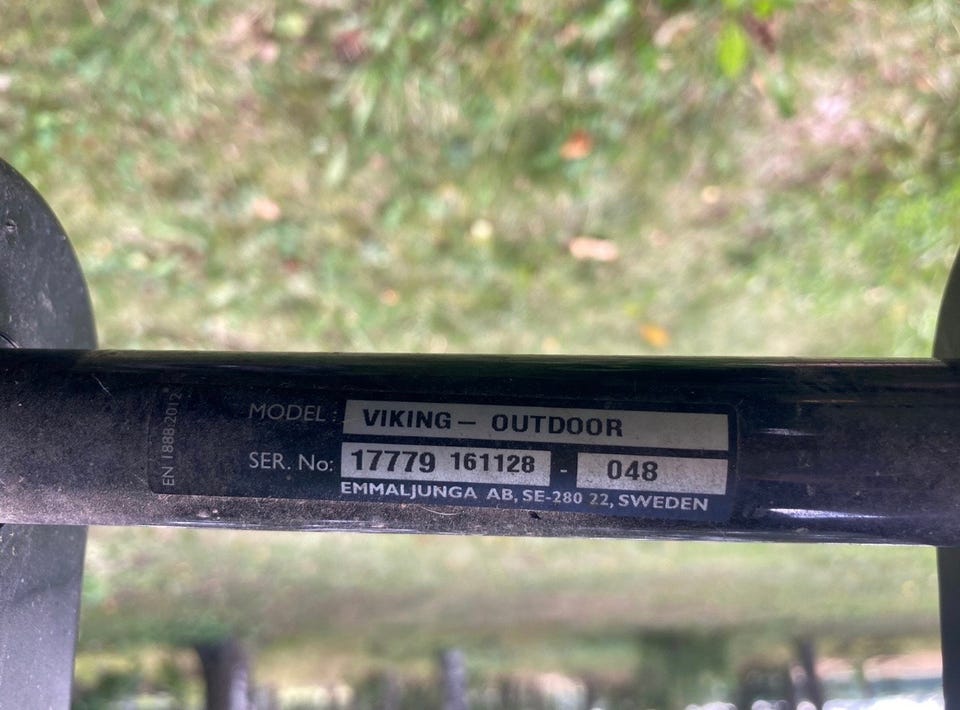 EN 1888:2012
MODEL : VIKING – OUTDOOR
SER. No: 17779 161128 - 048
EMMALJUNGA AB, SE-280 22, SWEDEN